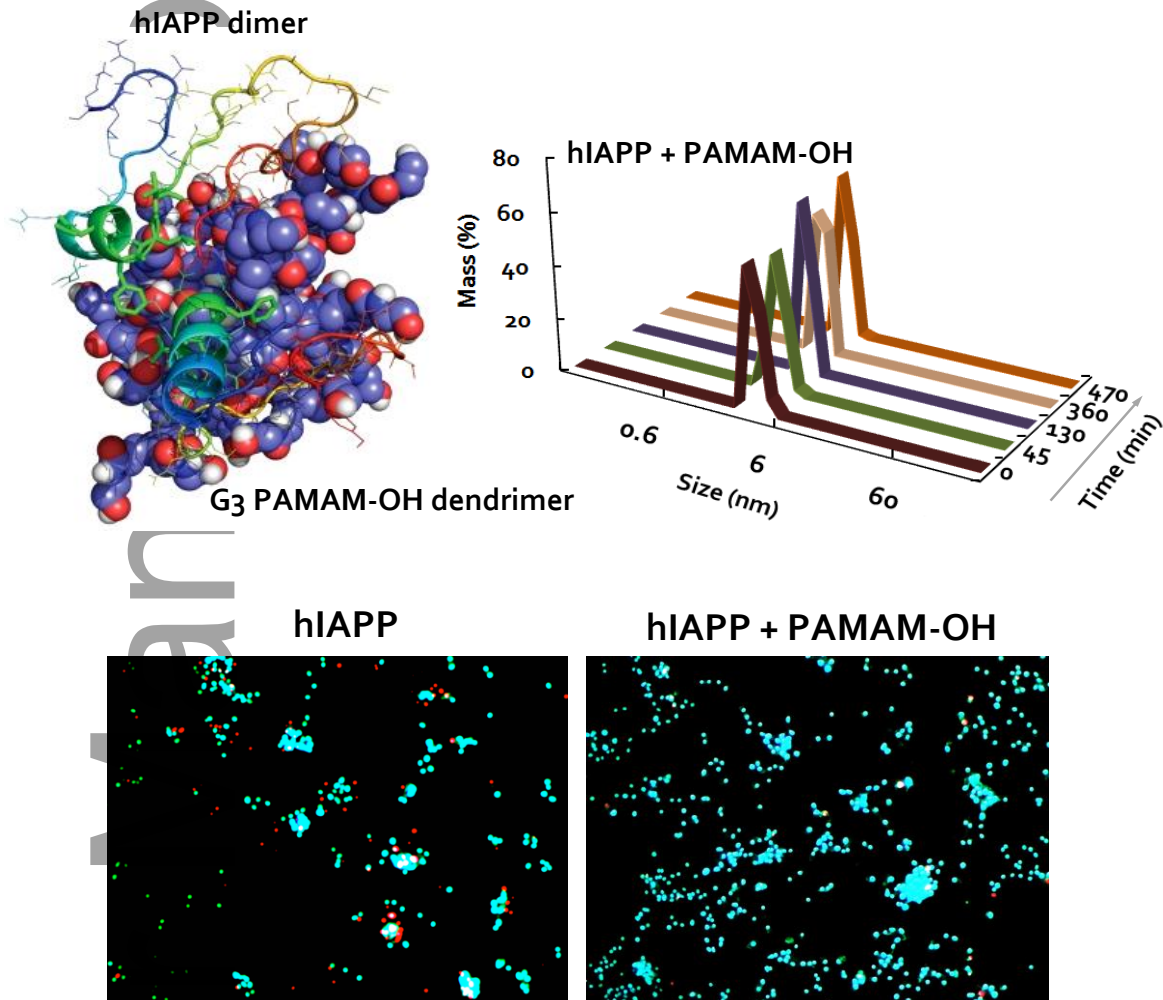 hIAPP dimer
G3 PAMAM-OH dendrimer
hIAPP + PAMAM-OH
Mass (%)
80
60
40
20
0
0.6
6
60
Size (nm)
0
45
130
360
470
Time (min)
hIAPP
hIAPP + PAMAM-OH